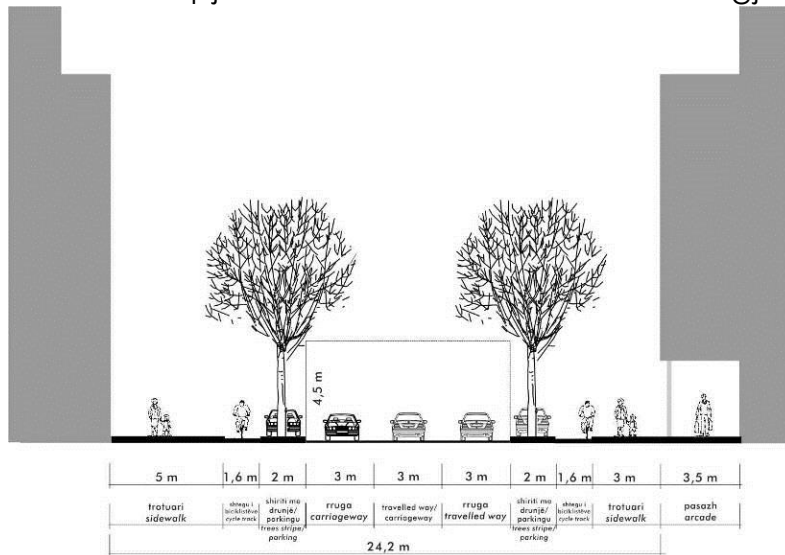 4,5 m
5 m 1,6 m 2 m 3 m 3 m 3 m 2 m 1,6 m 3 m 3,5 m
trotuari
sidewalk
shtegu i
biciklistëve
cycle track
shiriti me
drunjë/
parkingu
trees stripe/
parking
rruga
carriageway
travelled way/
carriageway
rruga
travelled way
shiriti me
drunjë/
parkingu
trees stripe/
parking
shtegu i
biciklistëve
cycle track
trotuari
sidewalk
pasazh
arcade
24,2 m